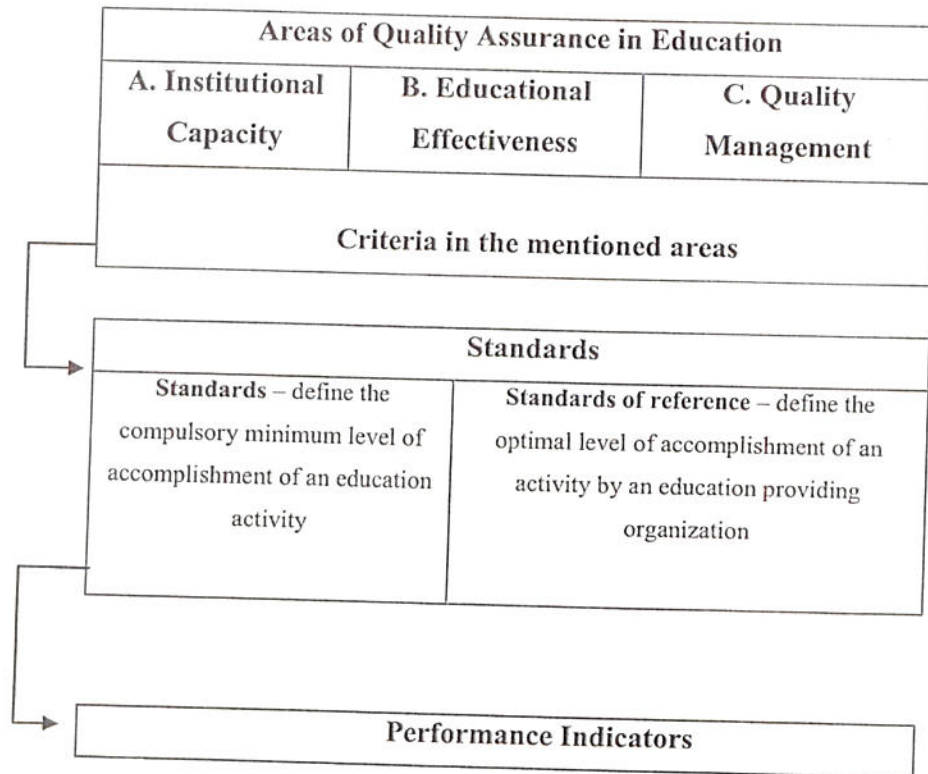 Areas of Quality Assurance in Education
A. Institutional
Capacity
B. Educational
Effectiveness
C. Quality
Management
Criteria in the mentioned areas
Standards
Standards – define the
compulsory minimum level of
accomplishment of an education
activity
Standards of reference – define the
optimal level of accomplishment of an
activity by an education providing
organization
Performance Indicators